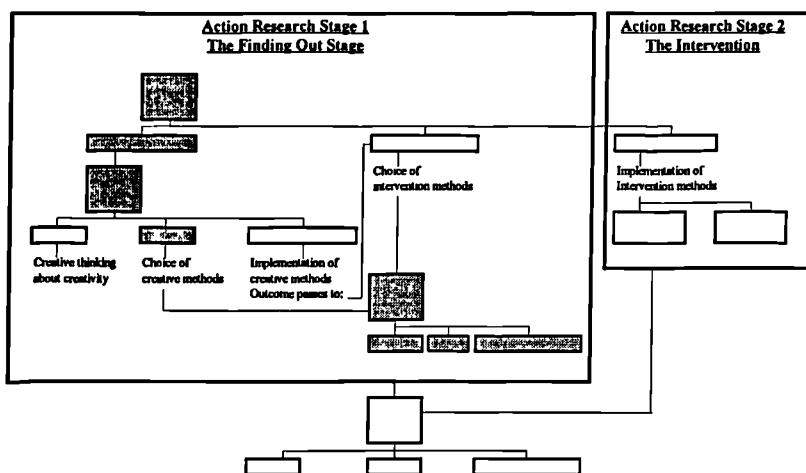 Action Research Stage 1
The Finding Out Stage
Action Research Stage 2
The Intervention
Choice of
intervention methods
Implementation of
Intervention methods
Creative thinking
about creativity
Choice of
creative methods
Implementation of
creative methods
Outcome passes to: